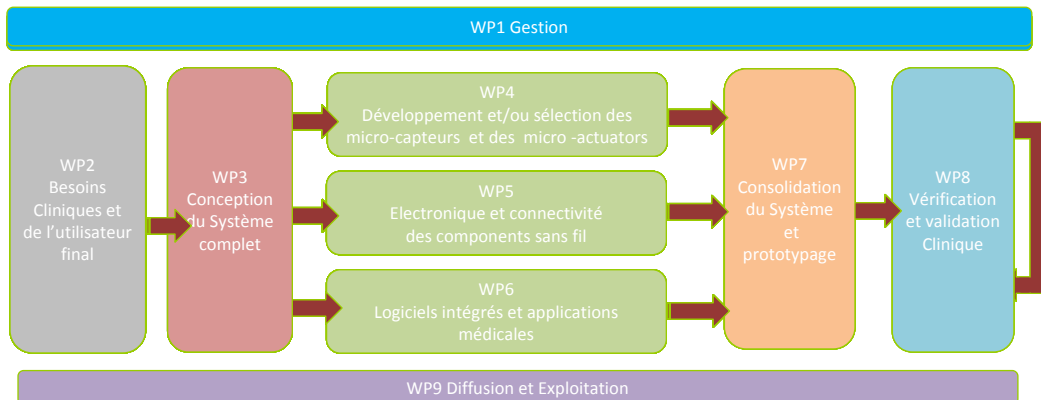 WP1 Gestion
WP2
Besoins
Cliniques et
de l'utilisateur
final
WP3
Conception
du Système
complet
WP4
Développement et/ou sélection des
micro-capteurs et des micro -actuators
WP5
Electronique et connectivité
des components sans fil
WP6
Logiciels intégrés et applications
médicales
WP7
Consolidation
du Système
et
prototypage
WP8
Vérification
et validation
Clinique
WP9 Diffusion et Exploitation